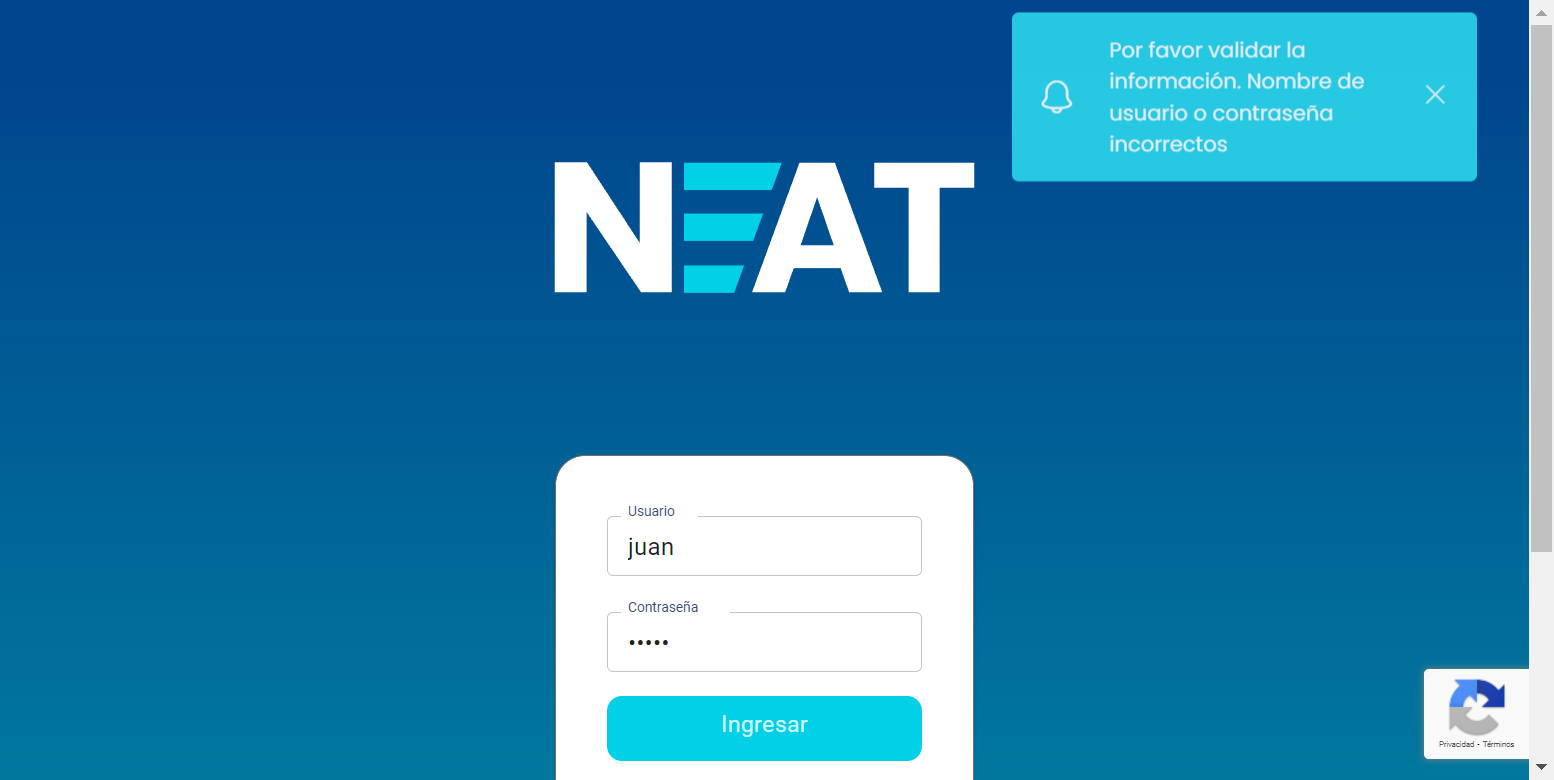 Por favor validar la
información. Nombre de
usuario o contraseña
incorrectos
NEAT
Usuario
juan
Contraseña
•••••
Ingresar
Privacidad - Términos